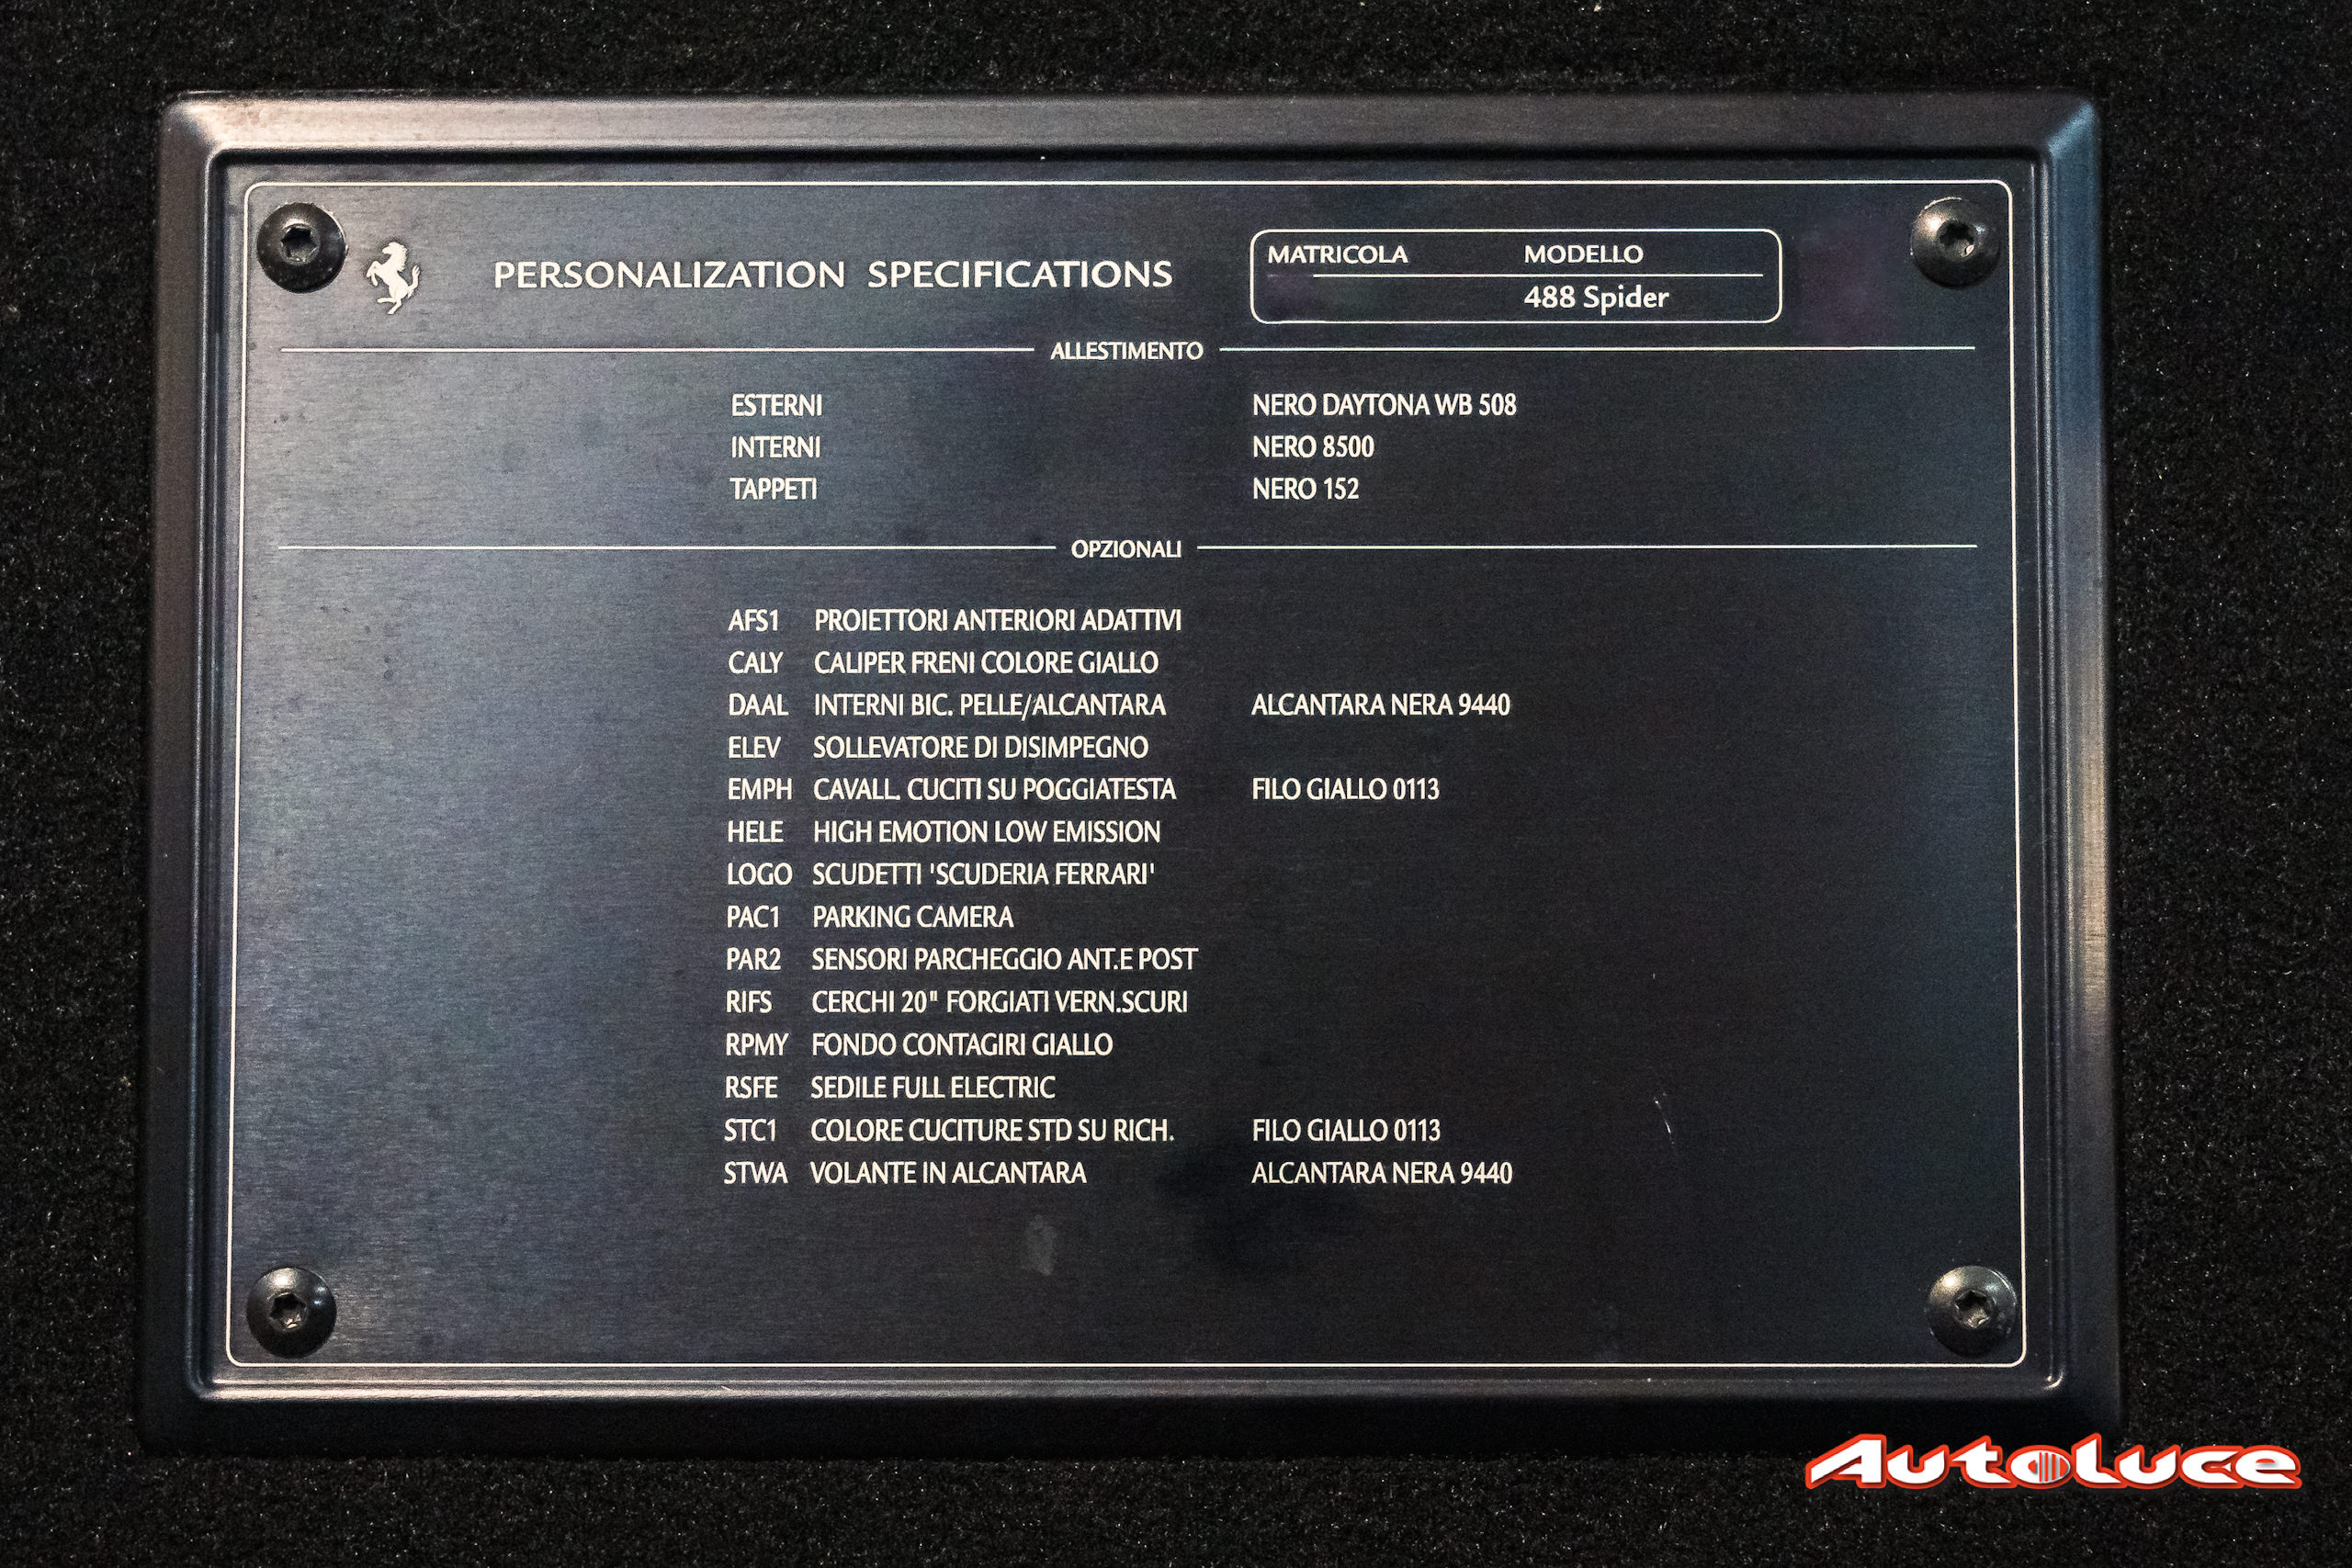 PERSONALIZATION SPECIFICATIONS
MATRICOLA MODELLO
488 Spider
ALLESTIMENTO
ESTERNI NERO DAYTONA WB 508
INTERNI NERO 8500
TAPPETI NERO 152
OPZIONALI
AFS1 PROIETTORI ANTERIORI ADATTIVI
CALY CALIPER FRENI COLORE GIALLO
DAAL INTERNI BIC. PELLE/ALCANTARA ALCANTARA NERA 9440
ELEV SOLLEVATORE DI DISIMPEGNO
EMPH CAVALL. CUCITI SU POGGIATESTA FILO GIALLO 0113
HELE HIGH EMOTION LOW EMISSION
LOGO SCUDETTI 'SCUDERIA FERRARI'
PAC1 PARKING CAMERA
PAR2 SENSORI PARCHEGGIO ANT.E POST
RIFS CERCHI 20" FORGIATI VERN.SCURI
RPMY FONDO CONTAGIRI GIALLO
RSFE SEDILE FULL ELECTRIC
STC1 COLORE CUCITURE STD SU RICH. FILO GIALLO 0113
STWA VOLANTE IN ALCANTARA ALCANTARA NERA 9440
Autoluce